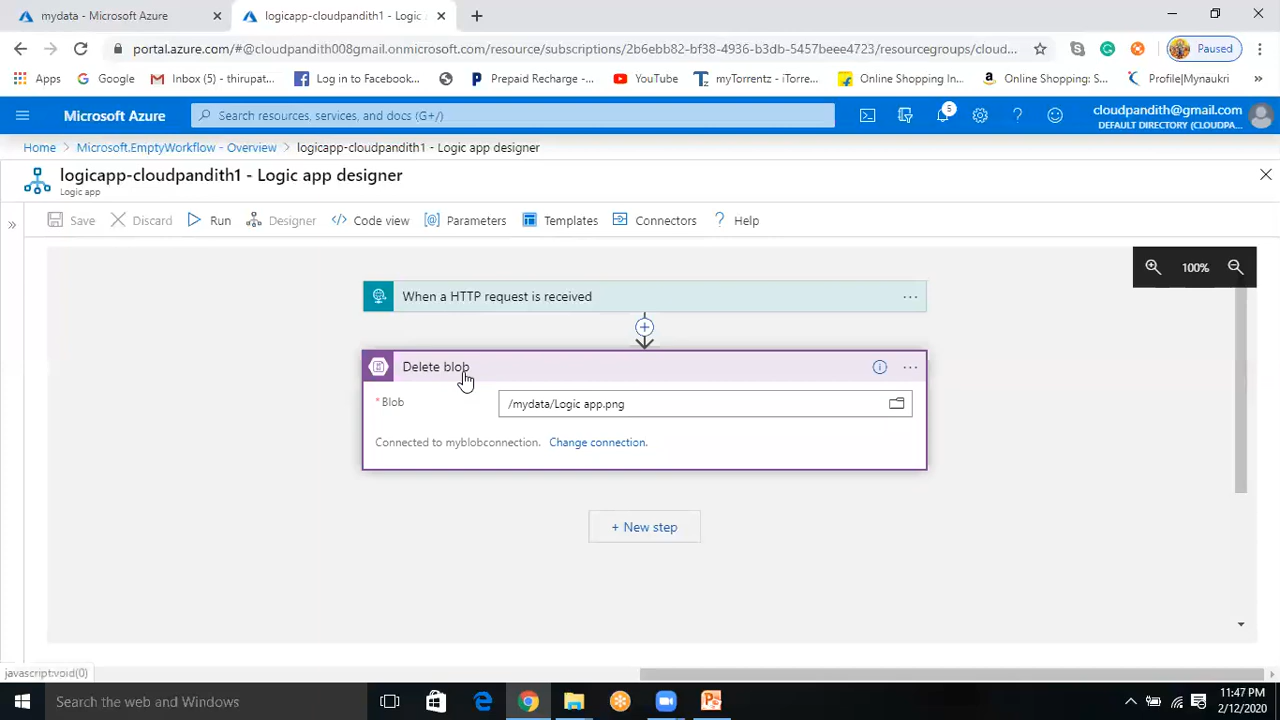 mydata - Microsoft Azure
logicapp-cloudpandith1 - Logic a
portal.azure.com/#@cloudpandith008gmail.onmicrosoft.com/resource/subscriptions/2b6ebb82-bf38-4936-b3db-5457beee4723/resourcegroups/cloud...
Paused
Apps
Google
Inbox (5) - thirupat
Log in to Facebook...
Prepaid Recharge -...
YouTube
myTorrentz - iTorre...
Online Shopping In...
Online Shopping: S...
Profile|Mynaukri
»
Microsoft Azure
Search resources, services, and docs (G+/)
5
cloudpandith@gmail.com
DEFAULT DIRECTORY (CLOUDPA...
Home
Microsoft.EmptyWorkflow - Overview
logicapp-cloudpandith1 - Logic app designer
logicapp-cloudpandith1 - Logic app designer
Logic app
Save
Discard
Run
Designer
Code view
Parameters
Templates
Connectors
Help
100%
When a HTTP request is received
Delete blob
* Blob
/mydata/Logic app.png
Connected to myblobconnection.
Change connection.
+ New step
javascript:void(0)
Search the web and Windows
11:47 PM
2/12/2020